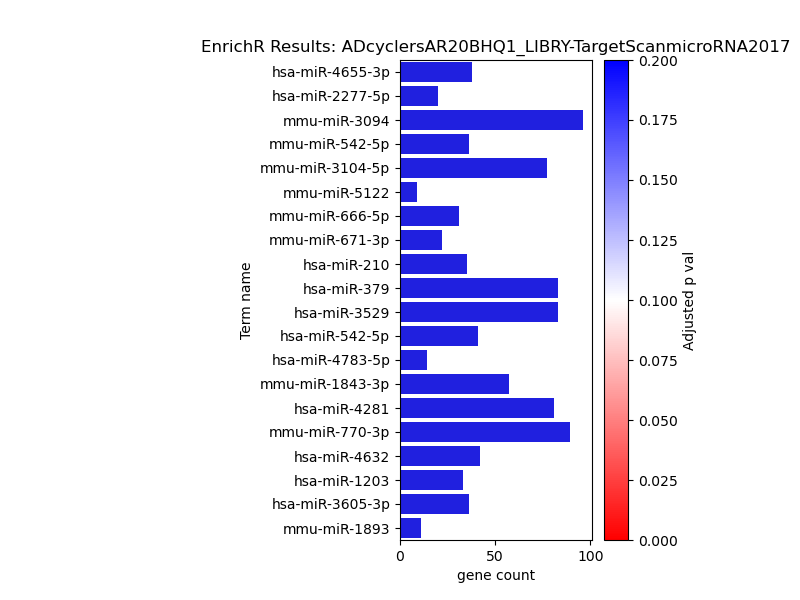 EnrichR Results: ADcyclersAR20BHQ1_LIBRY-TargetScanmicroRNA2017
hsa-miR-4655-3p
hsa-miR-2277-5p
mmu-miR-3094
mmu-miR-542-5p
mmu-miR-3104-5p
mmu-miR-5122
mmu-miR-666-5p
mmu-miR-671-3p
hsa-miR-210
hsa-miR-379
hsa-miR-3529
hsa-miR-542-5p
hsa-miR-4783-5p
mmu-miR-1843-3p
hsa-miR-4281
mmu-miR-770-3p
hsa-miR-4632
hsa-miR-1203
hsa-miR-3605-3p
mmu-miR-1893
Term name
0 50 100
gene count
0.200
0.175
0.150
0.125
0.100
0.075
0.050
0.025
0.000
Adjusted p val